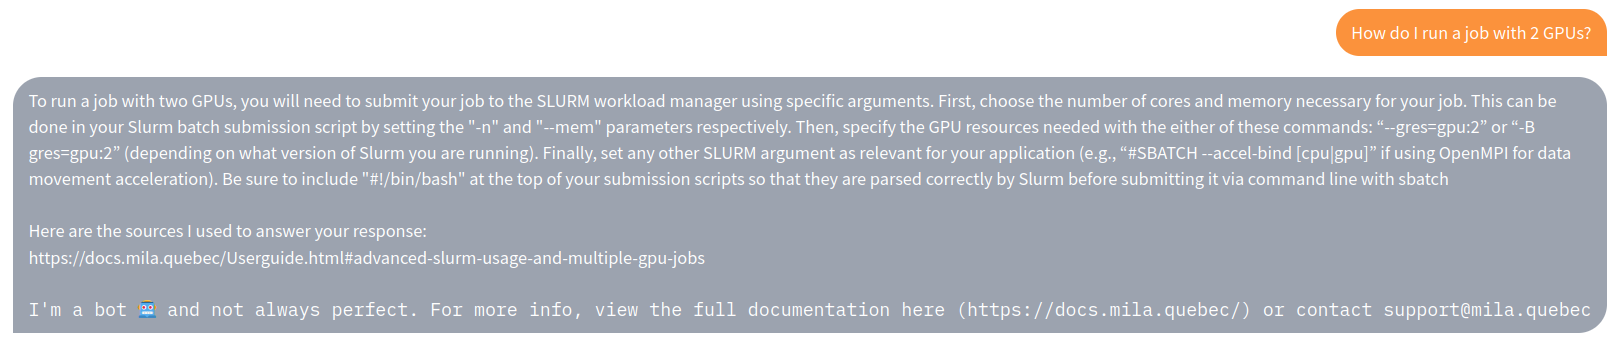 How do I run a job with 2 GPUs?
To run a job with two GPUs, you will need to submit your job to the SLURM workload manager using specific arguments. First, choose the number of cores and memory necessary for your job. This can be
done in your Slurm batch submission script by setting the "-n" and "--mem" parameters respectively. Then, specify the GPU resources needed with the either of these commands: “--gres=gpu:2” or “-B
gres=gpu:2” (depending on what version of Slurm you are running). Finally, set any other SLURM argument as relevant for your application (e.g., “#SBATCH --accel-bind [cpu|gpu]” if using OpenMPI for data
movement acceleration). Be sure to include "#!/bin/bash" at the top of your submission scripts so that they are parsed correctly by Slurm before submitting it via command line with sbatch
Here are the sources I used to answer your response:
https://docs.mila.quebec/Userguide.html#advanced-slurm-usage-and-multiple-gpu-jobs
I'm a bot 🤖 and not always perfect. For more info, view the full documentation here (https://docs.mila.quebec/) or contact support@mila.quebec